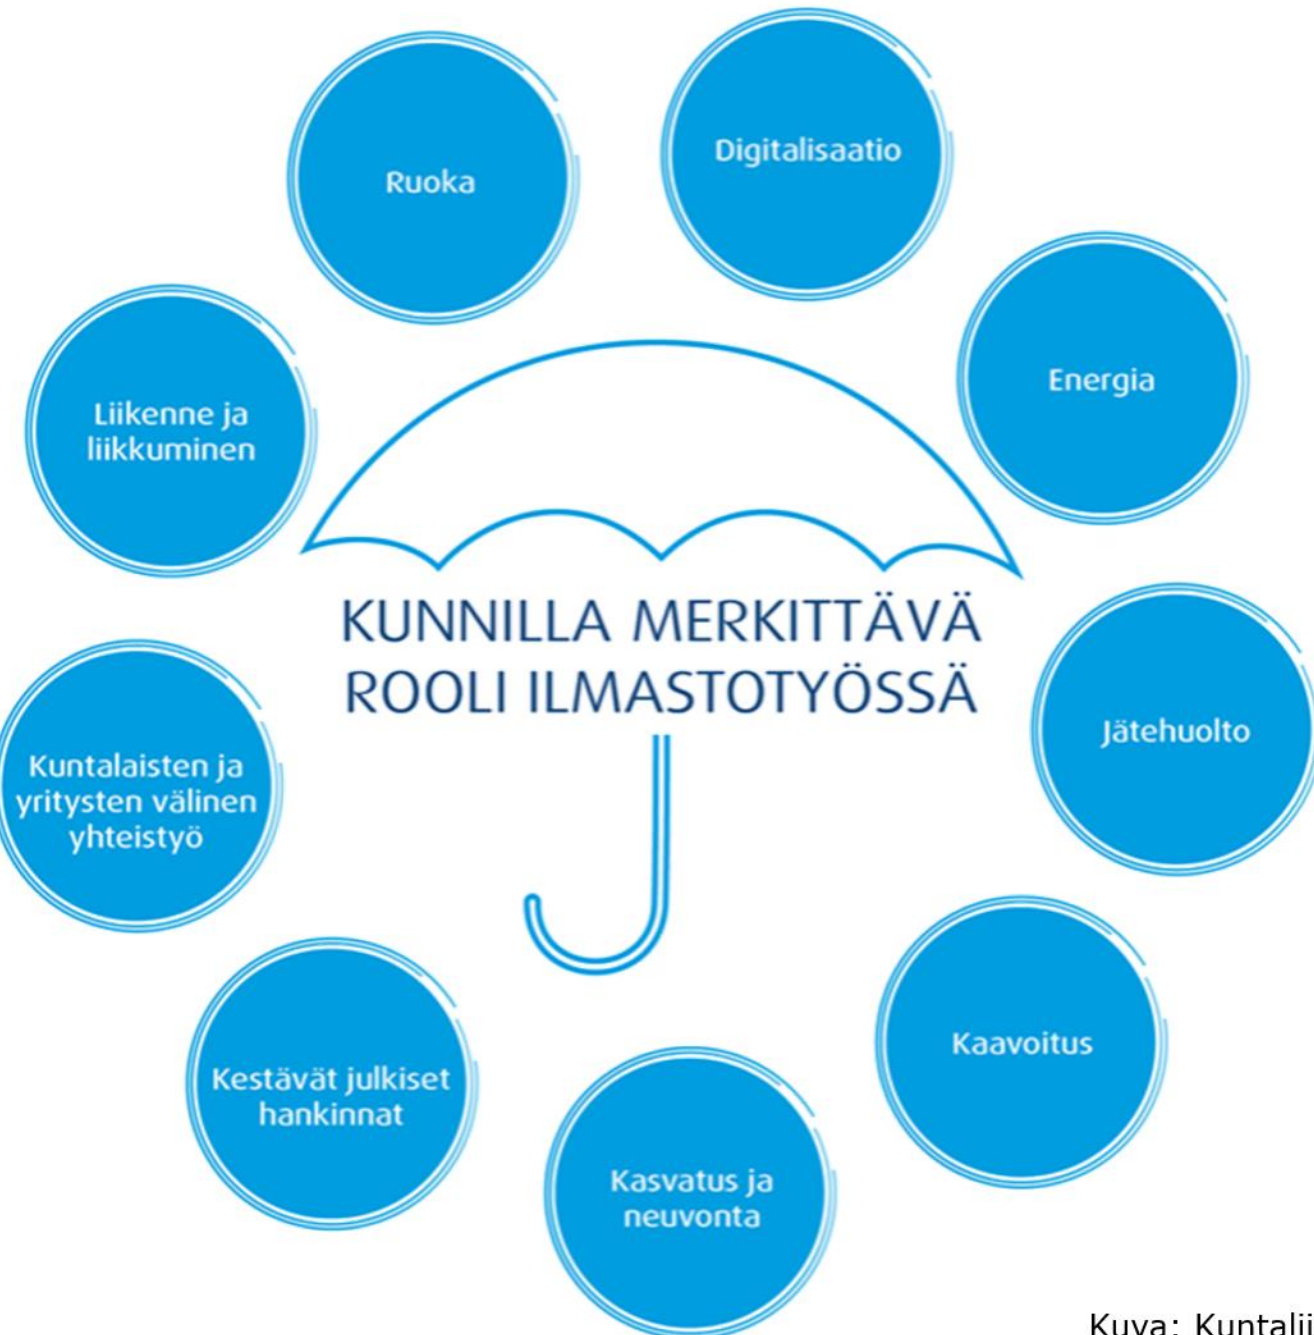 Digitalisaatio
Ruoka
Energia
Liikenne ja
liikkuminen
KUNNILLA MERKITTÄVÄ
ROOLI ILMASTOTYÖSSÄ
Jätehuolto
Kuntalaisten ja
yritysten välinen
yhteistyö
Kaavoitus
Kestävät julkiset
hankinnat
Kasvatus ja
neuvonta
Kuva: